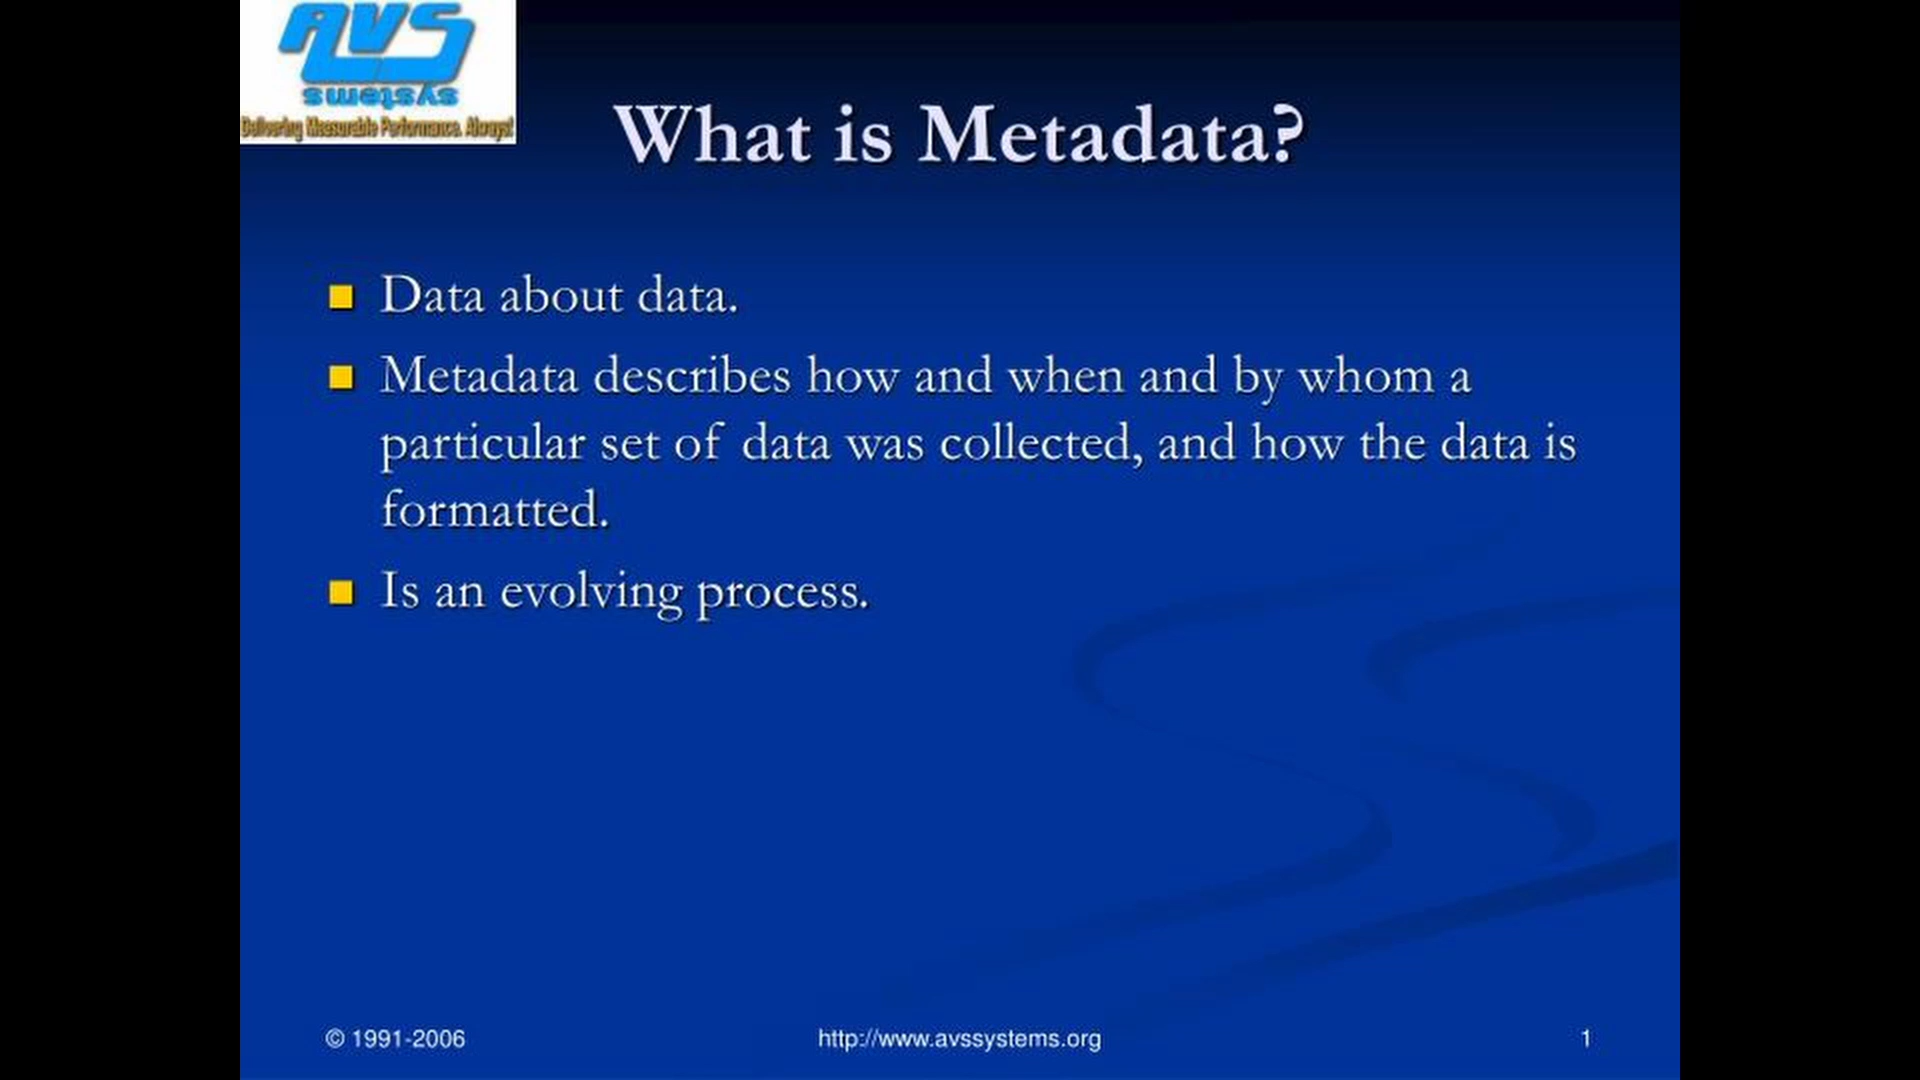 AVS
systems
Delivering Measurable Performance. Always!
What is Metadata?
Data about data.
Metadata describes how and when and by whom a
particular set of data was collected, and how the data is
formatted.
Is an evolving process.
© 1991-2006
http://www.avssystems.org
1